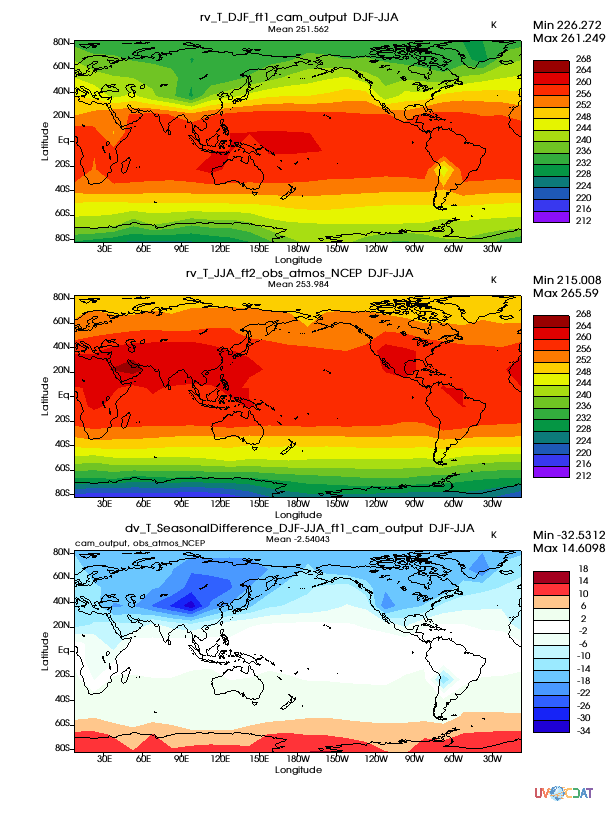 rv_T_DJF_ft1_cam_output DJF-JJA
Mean 251.562
K
Min 226.272
Max 261.249
80N
60N
40N
20N
Eq
20S
40S
60S
80S
Latitude
30E 60E 90E 120E 150E 180W 150W 120W 90W 60W 30W
Longitude
268
264
260
256
252
248
244
240
236
232
228
224
220
216
212
rv_T_JJA_ft2_obs_atmos_NCEP DJF-JJA
Mean 253.984
K
Min 215.008
Max 265.59
80N
60N
40N
20N
Eq
20S
40S
60S
80S
Latitude
30E 60E 90E 120E 150E 180W 150W 120W 90W 60W 30W
Longitude
268
264
260
256
252
248
244
240
236
232
228
224
220
216
212
dv_T_SeasonalDifference_DJF-JJA_ft1_cam_output DJF-JJA
cam_output, obs_atmos_NCEP
Mean -2.54043
K
Min -32.5312
Max 14.6098
80N
60N
40N
20N
Eq
20S
40S
60S
80S
Latitude
30E 60E 90E 120E 150E 180W 150W 120W 90W 60W 30W
Longitude
18
14
10
6
2
-2
-6
-10
-14
-18
-22
-26
-30
-34
UV CDAT